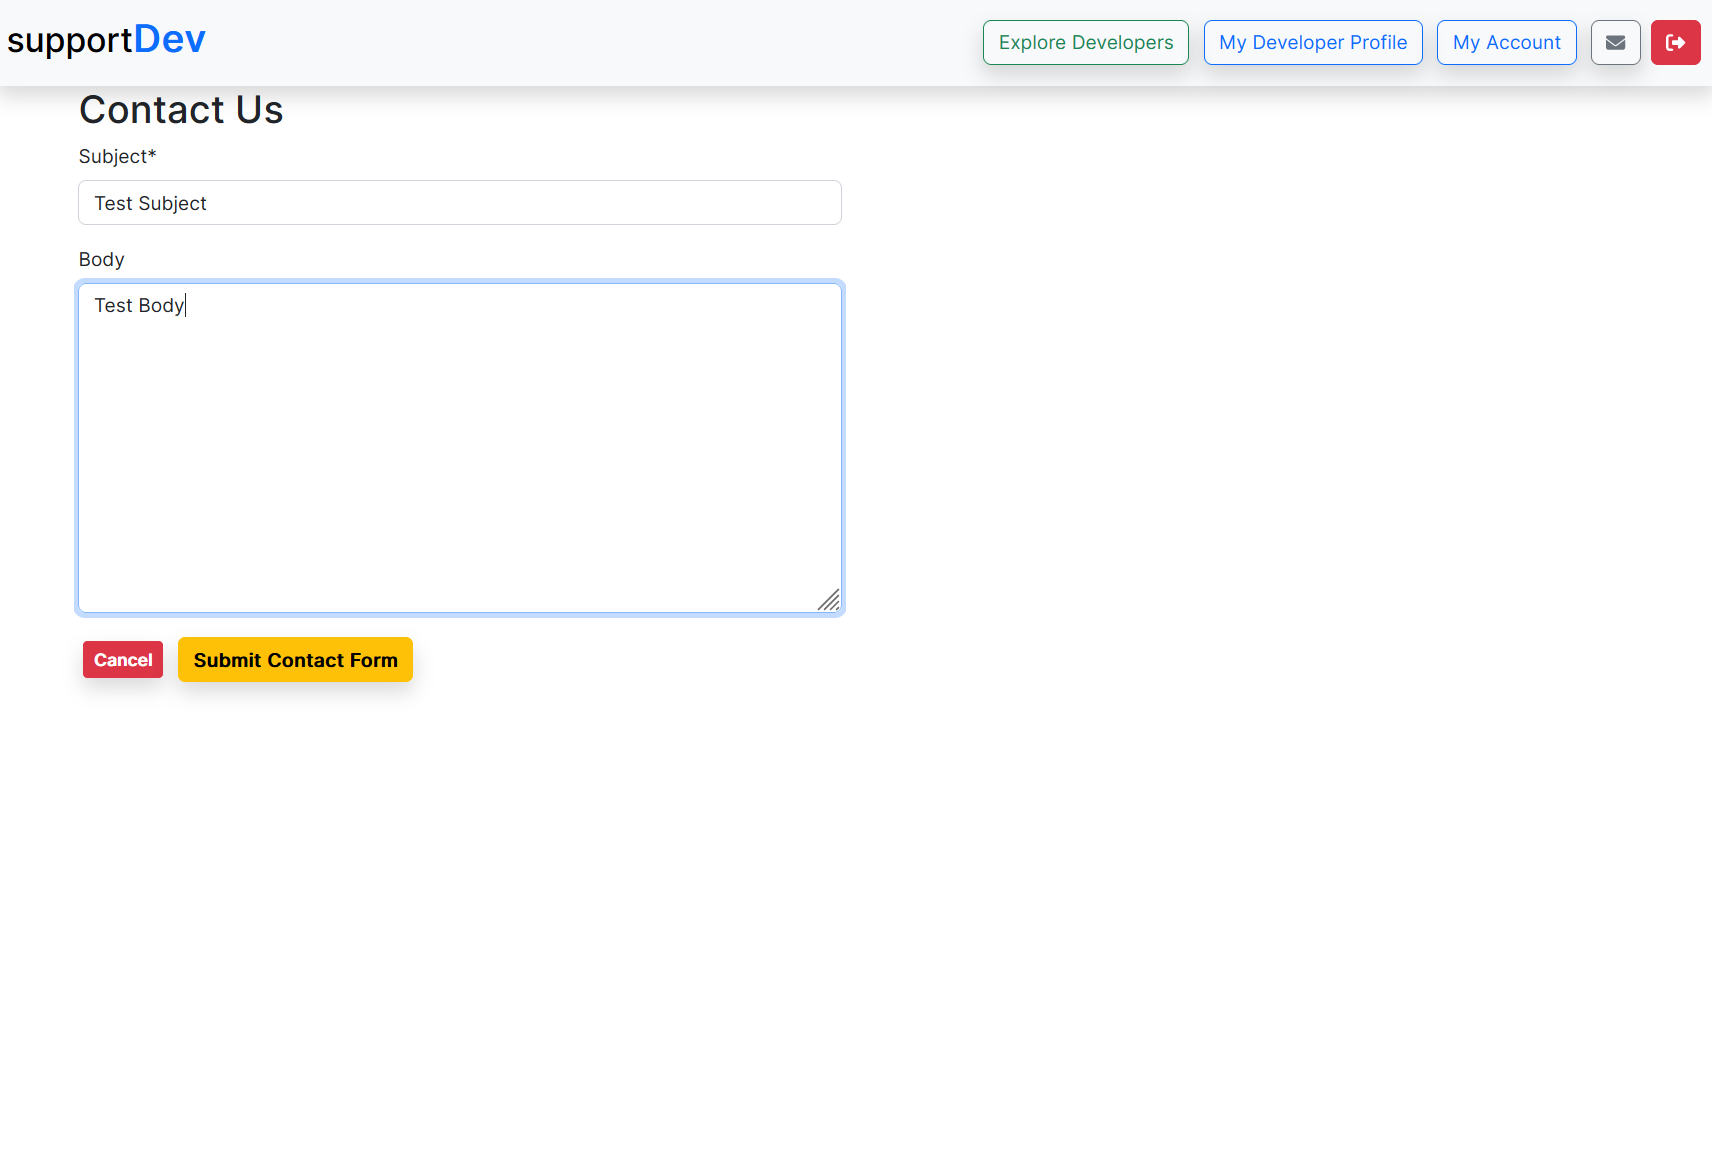 supportDev
Explore Developers
My Developer Profile
My Account
Contact Us
Subject*
Test Subject
Body
Test Body
Cancel
Submit Contact Form